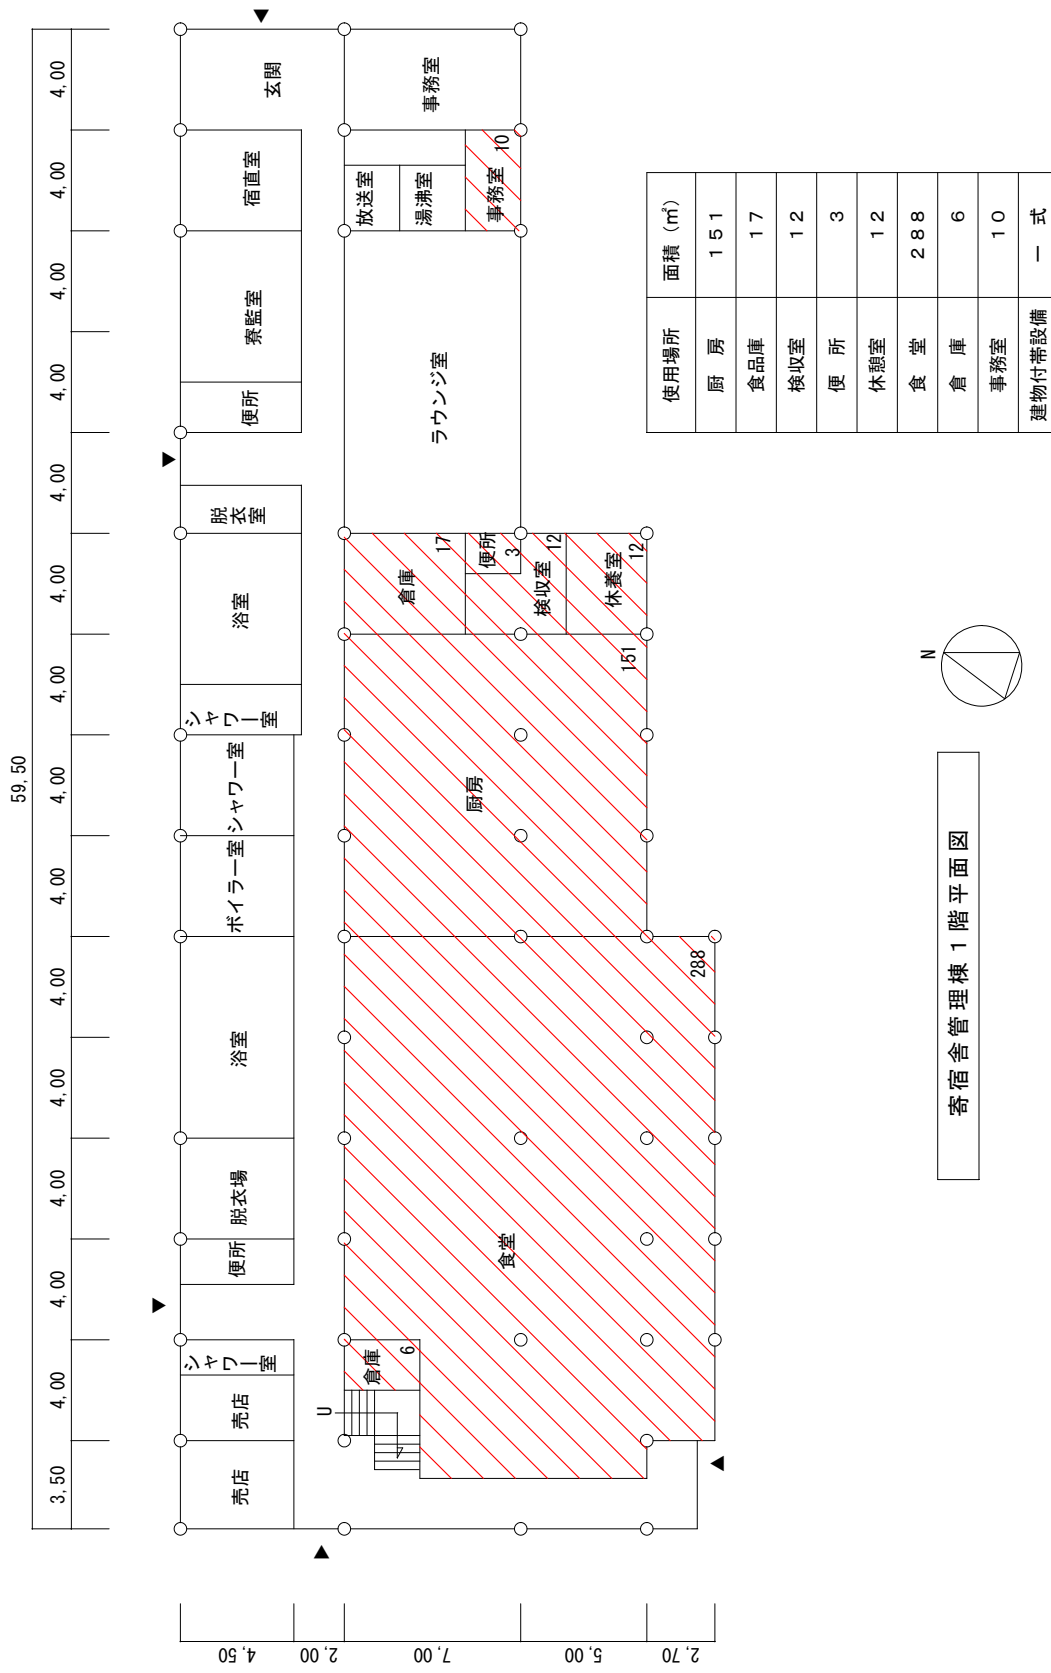 59,50
3,50
4,00
4,00
4,00
4,00
4,00
4,00
4,00
4,00
4,00
4,00
4,00
4,00
4,00
4,00
4,50
2,00
7,00
5,00
2,70
売店
売店
シャワー室
便所
脱衣場
浴室
ボイラー室
シャワー室
シャワー室
浴室
脱衣室
便所
寮監室
宿直室
玄関
U
倉庫
6
食堂
288
厨房
151
倉庫
17
便所
3
検収室
12
休養室
12
ラウンジ室
放送室
湯沸室
事務室
10
事務室
N
寄宿舎管理棟1階平面図
使用場所 面積（㎡）
厨 房 151
食品庫 17
検収室 12
便 所 3
休憩室 12
食 堂 288
倉 庫 6
事務室 10
建物付帯設備 一 式